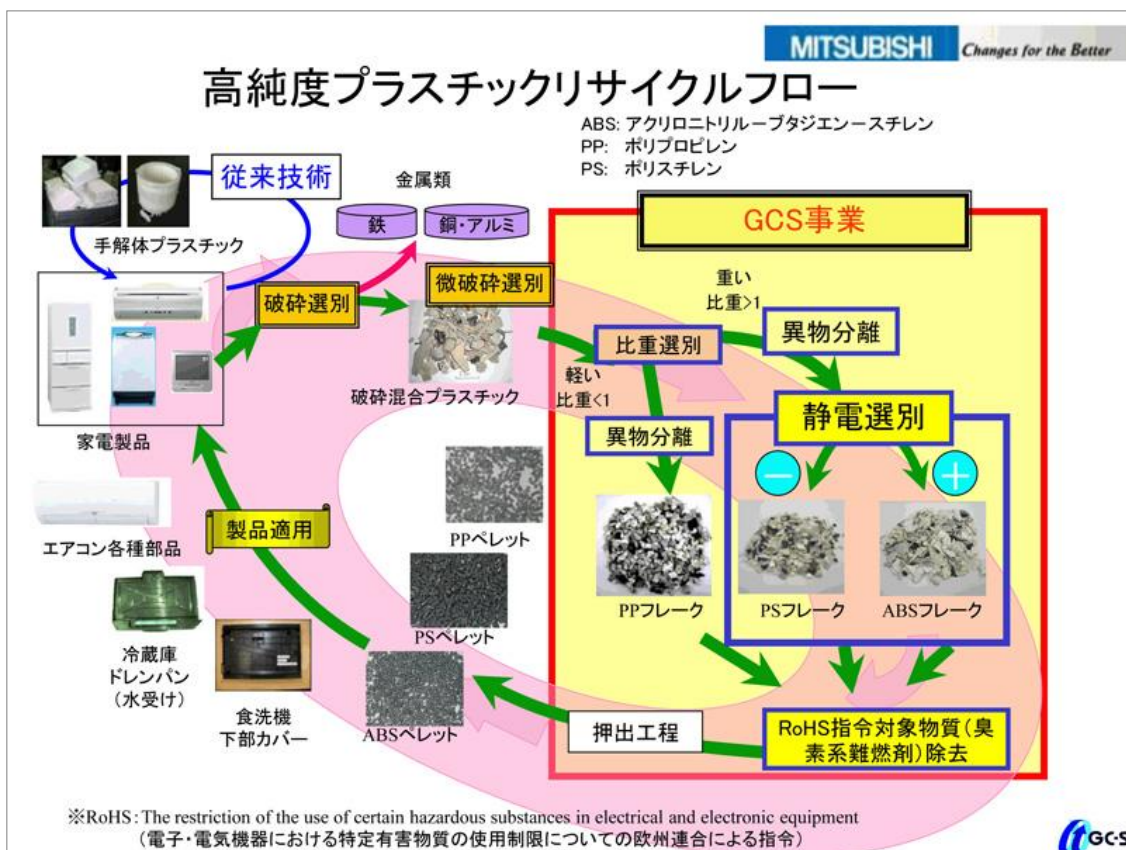 MITSUBISHI Changes for the Better
高純度プラスチックリサイクルフロー
ABS: アクリロニトリルーブタジエンースチレン
PP: ポリプロピレン
PS: ポリスチレン
従来技術
手解体プラスチック
金属類
鉄
銅・アルミ
GCS事業
破砕選別
微破砕選別
破砕混合プラスチック
家電製品
比重選別
重い
比重>1
異物分離
軽い
比重<1
異物分離
静電選別
－
＋
PPフレーク
PSフレーク
ABSフレーク
エアコン各種部品
製品適用
PPペレット
PSペレット
ABSペレット
冷蔵庫
ドレンパン
（水受け）
食洗機
下部カバー
押出工程
RoHS指令対象物質（臭
素系難燃剤）除去
※RoHS : The restriction of the use of certain hazardous substances in electrical and electronic equipment
（電子・電気機器における特定有害物質の使用制限についての欧州連合による指令）
GC-S